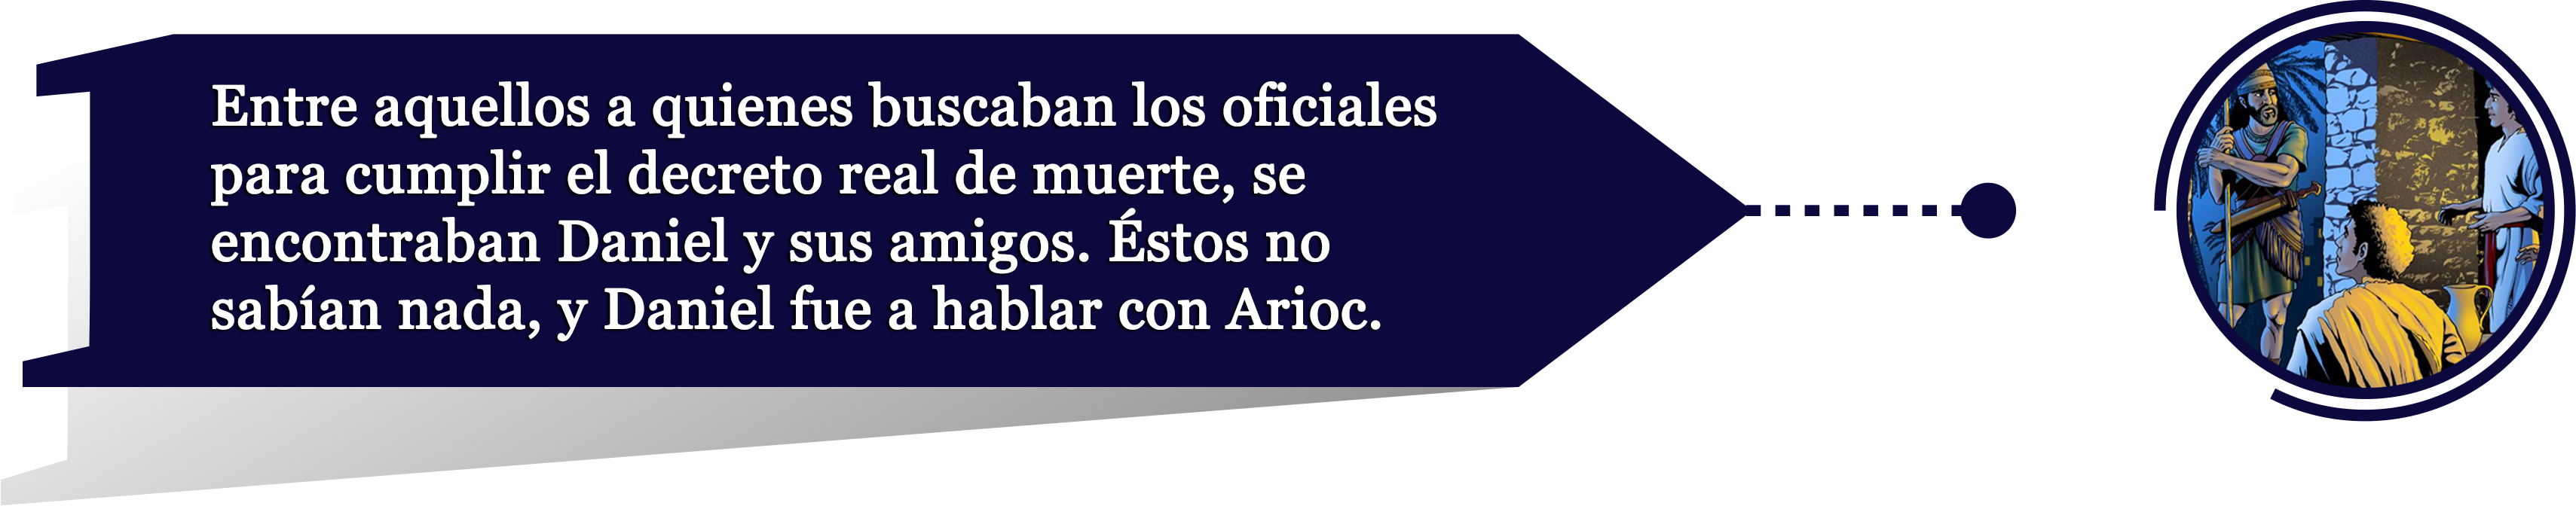 Entre aquellos a quienes buscaban los oficiales
para cumplir el decreto real de muerte, se
encontraban Daniel y sus amigos. Éstos no
sabían nada, y Daniel fue a hablar con Arioc.